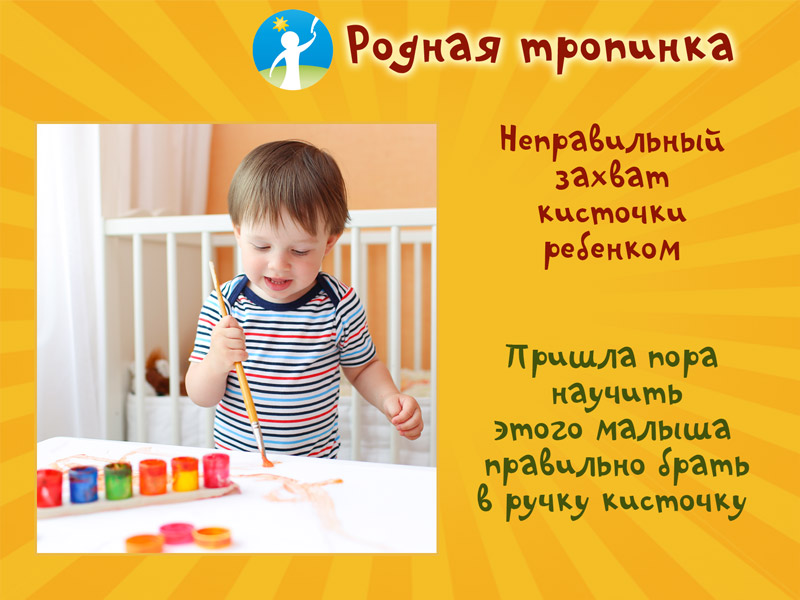 Родная тропинка
Неправильный
захват
кисточки
ребенком
Пришла пора
научить
этого малыша
правильно брать
в ручку кисточку